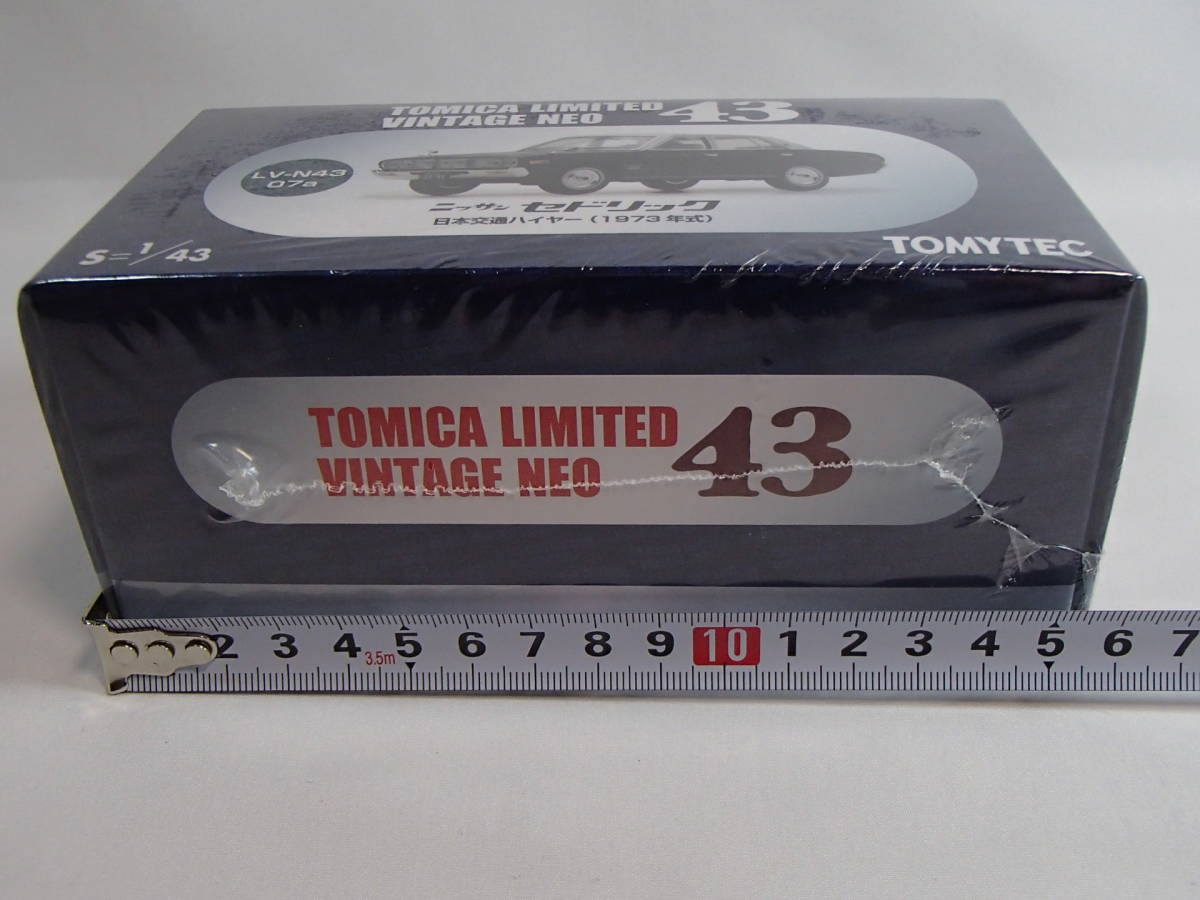 TOMICA LIMITED 43
VINTAGE NEO
LV-N43
07a
ニッサン セドリック
日本交通ハイヤー(1973年式)
S=1/43
TOMYTEC
TOMICA LIMITED 43
VINTAGE NEO
2 3 4 3.5m 5 6 7 8 9 10 1 2 3 4 5 6 7